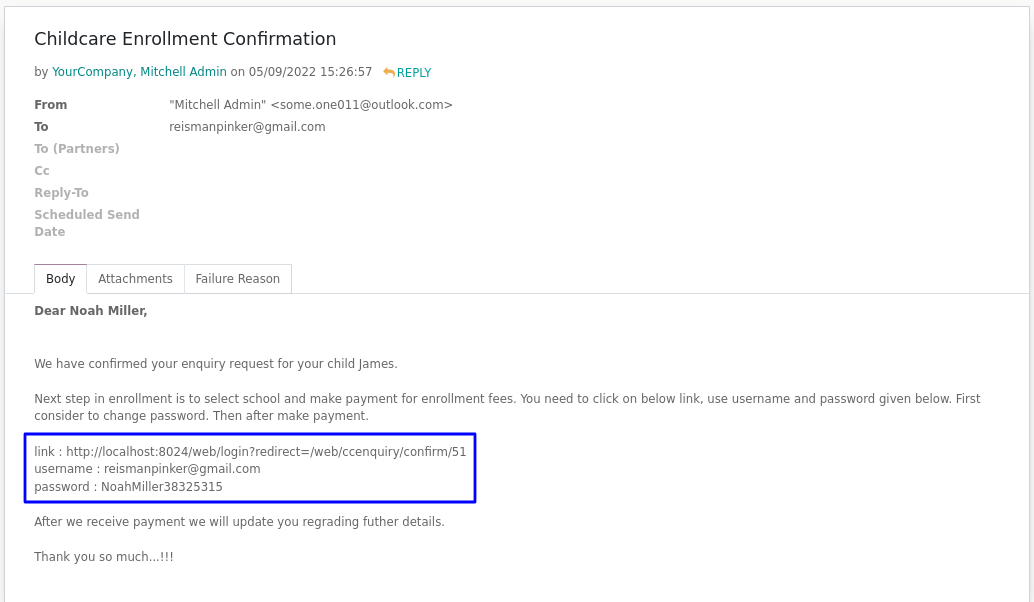 Childcare Enrollment Confirmation
by YourCompany, Mitchell Admin on 05/09/2022 15:26:57 REPLY
From "Mitchell Admin" <some.one011@outlook.com>
To reismanpinker@gmail.com
To (Partners)
Cc
Reply-To
Scheduled Send
Date
Body Attachments Failure Reason
Dear Noah Miller,
We have confirmed your enquiry request for your child James.
Next step in enrollment is to select school and make payment for enrollment fees. You need to click on below link, use username and password given below. First
consider to change password. Then after make payment.
link : http://localhost:8024/web/login?redirect=/web/ccenquiry/confirm/51
username : reismanpinker@gmail.com
password : NoahMiller38325315
After we receive payment we will update you regrading futher details.
Thank you so much...!!!